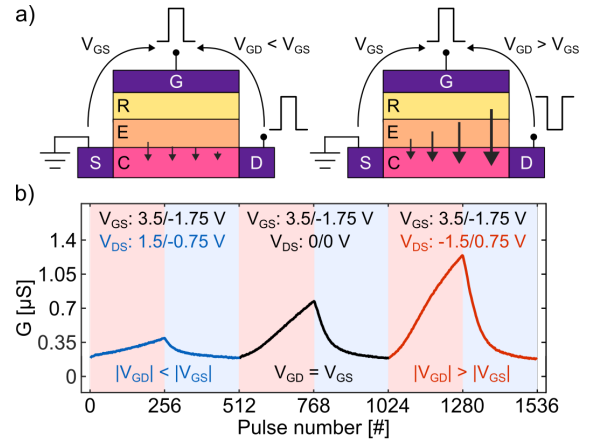 a)
V_GS
V_GD < V_GS
V_GS
V_GD > V_GS
G
R
E
S
C
D
G
R
E
S
C
D
b)
V_GS: 3.5/-1.75 V
V_GS: 3.5/-1.75 V
V_GS: 3.5/-1.75 V
V_DS: 1.5/-0.75 V
V_DS: 0/0 V
V_DS: -1.5/0.75 V
1.4
1.05
0.7
0.35
0
G [µS]
|V_GD| < |V_GS|
V_GD = V_GS
|V_GD| > |V_GS|
0
256
512
768
1024
1280
1536
Pulse number [#]